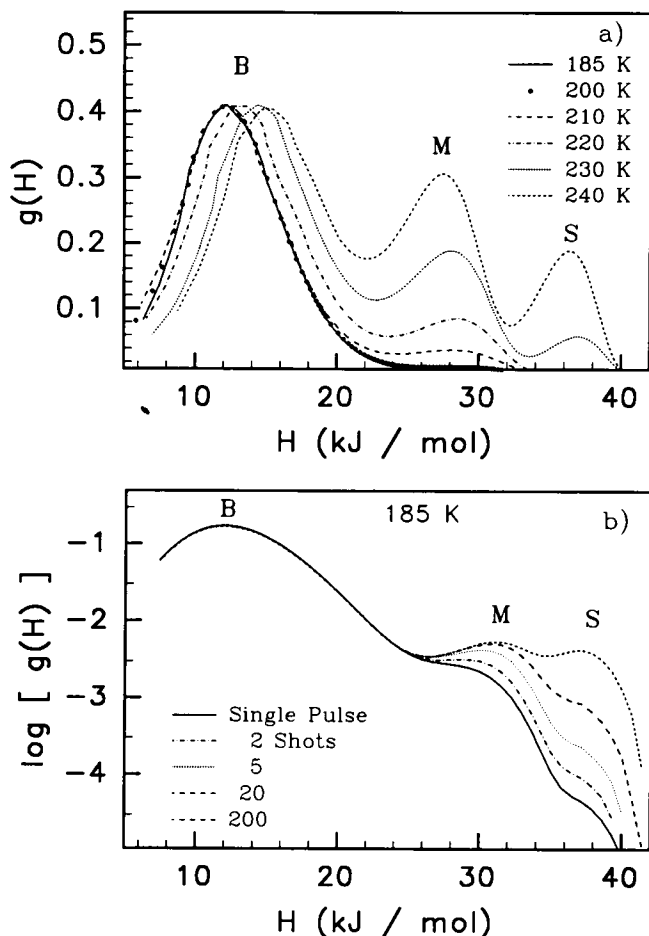 a)
0.5
0.4
0.3
0.2
0.1
g(H)
B
M
S
185 K
200 K
210 K
220 K
230 K
240 K
10 20 30 40
H (kJ / mol)
185 K
b)
B
M
S
-1
-2
-3
-4
log [ g(H) ]
Single Pulse
2 Shots
5
20
200
10 20 30 40
H (kJ / mol)